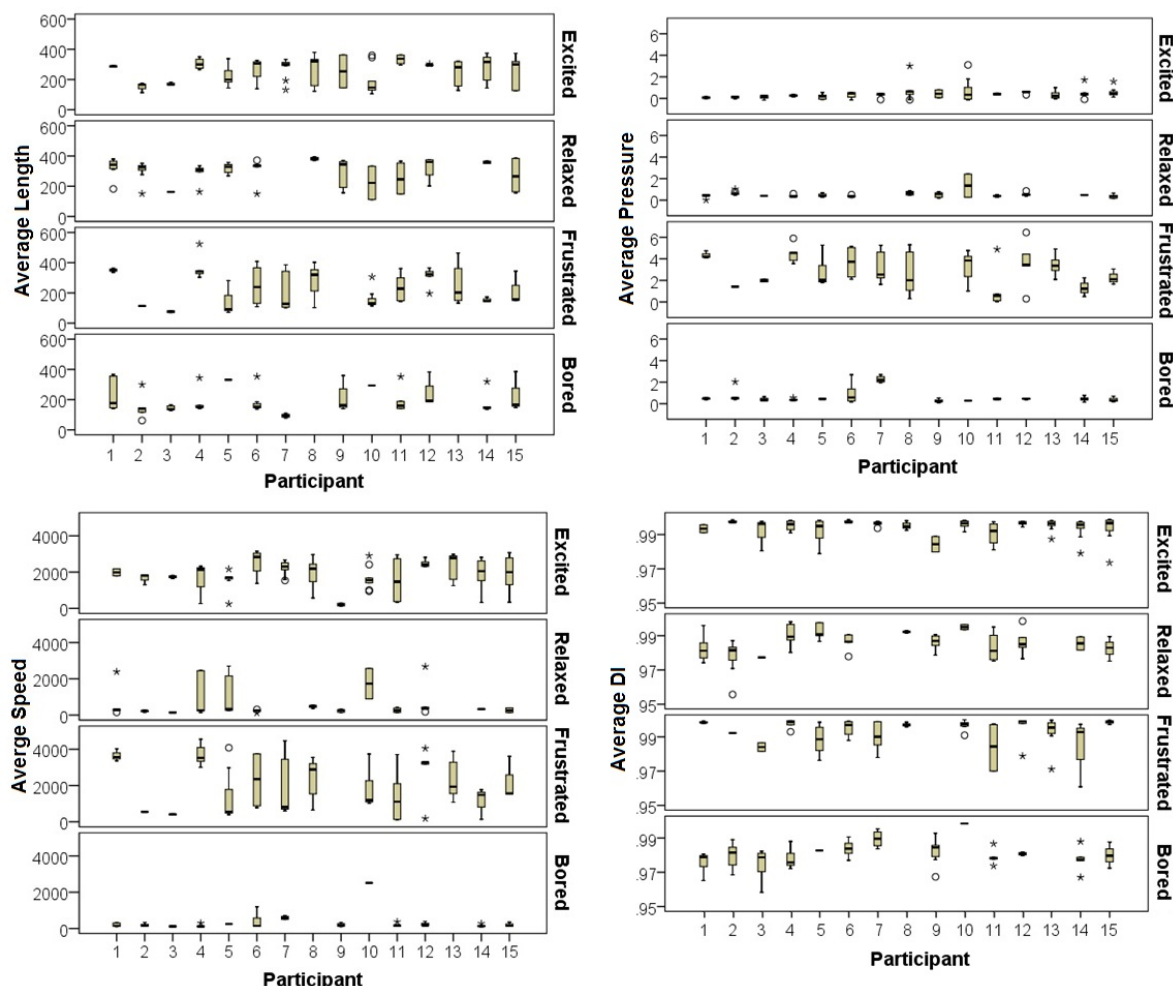 600
400
200
0
Excited
600
400
200
0
Relaxed
600
400
200
0
Frustrated
600
400
200
0
Bored
Average Length
1 2 3 4 5 6 7 8 9 10 11 12 13 14 15
Participant
6
4
2
0
Excited
6
4
2
0
Relaxed
6
4
2
0
Frustrated
6
4
2
0
Bored
Average Pressure
1 2 3 4 5 6 7 8 9 10 11 12 13 14 15
Participant
4000
2000
0
Excited
4000
2000
0
Relaxed
4000
2000
0
Frustrated
4000
2000
0
Bored
Averge Speed
1 2 3 4 5 6 7 8 9 10 11 12 13 14 15
Participant
.99
.97
.95
Excited
.99
.97
.95
Relaxed
.99
.97
.95
Frustrated
.99
.97
.95
Bored
Average DI
1 2 3 4 5 6 7 8 9 10 11 12 13 14 15
Participant